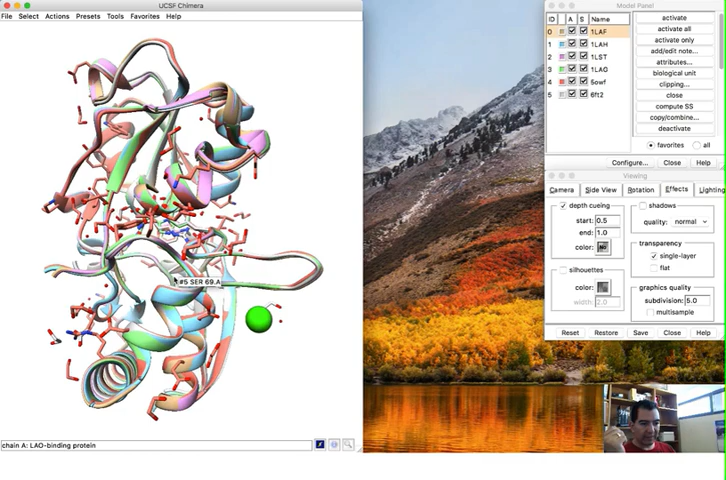 UCSF Chimera
File Select Actions Presets Tools Favorites Help
#5 SER 69.A
chain A: LAO-binding protein
Model Panel
ID A S Name
0 1LAF
1 1LAH
2 1LST
3 1LAG
4 5owf
5 6ft2
activate
activate all
activate only
add/edit note...
attributes...
biological unit
clipping...
close
compute SS
copy/combine...
deactivate
favorites all
Configure... Close Help
Viewing
Camera Side View Rotation Effects Lighting
depth cueing
start: 0.5
end: 1.0
color: No
silhouettes
color:
width: 2.0
shadows
quality: normal
transparency
single-layer
flat
graphics quality
subdivision: 5.0
multisample
Reset Restore Save Close Help